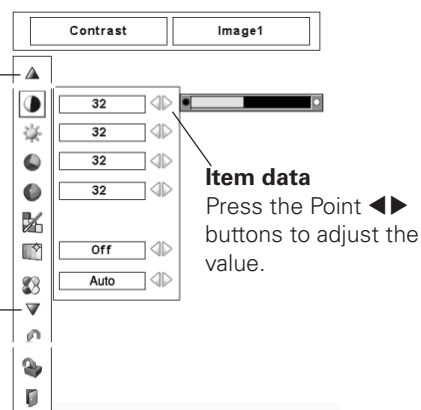 Contrast Image1
32
32
32
32
Off
Auto
Item data
Press the Point ◀▶
buttons to adjust the
value.